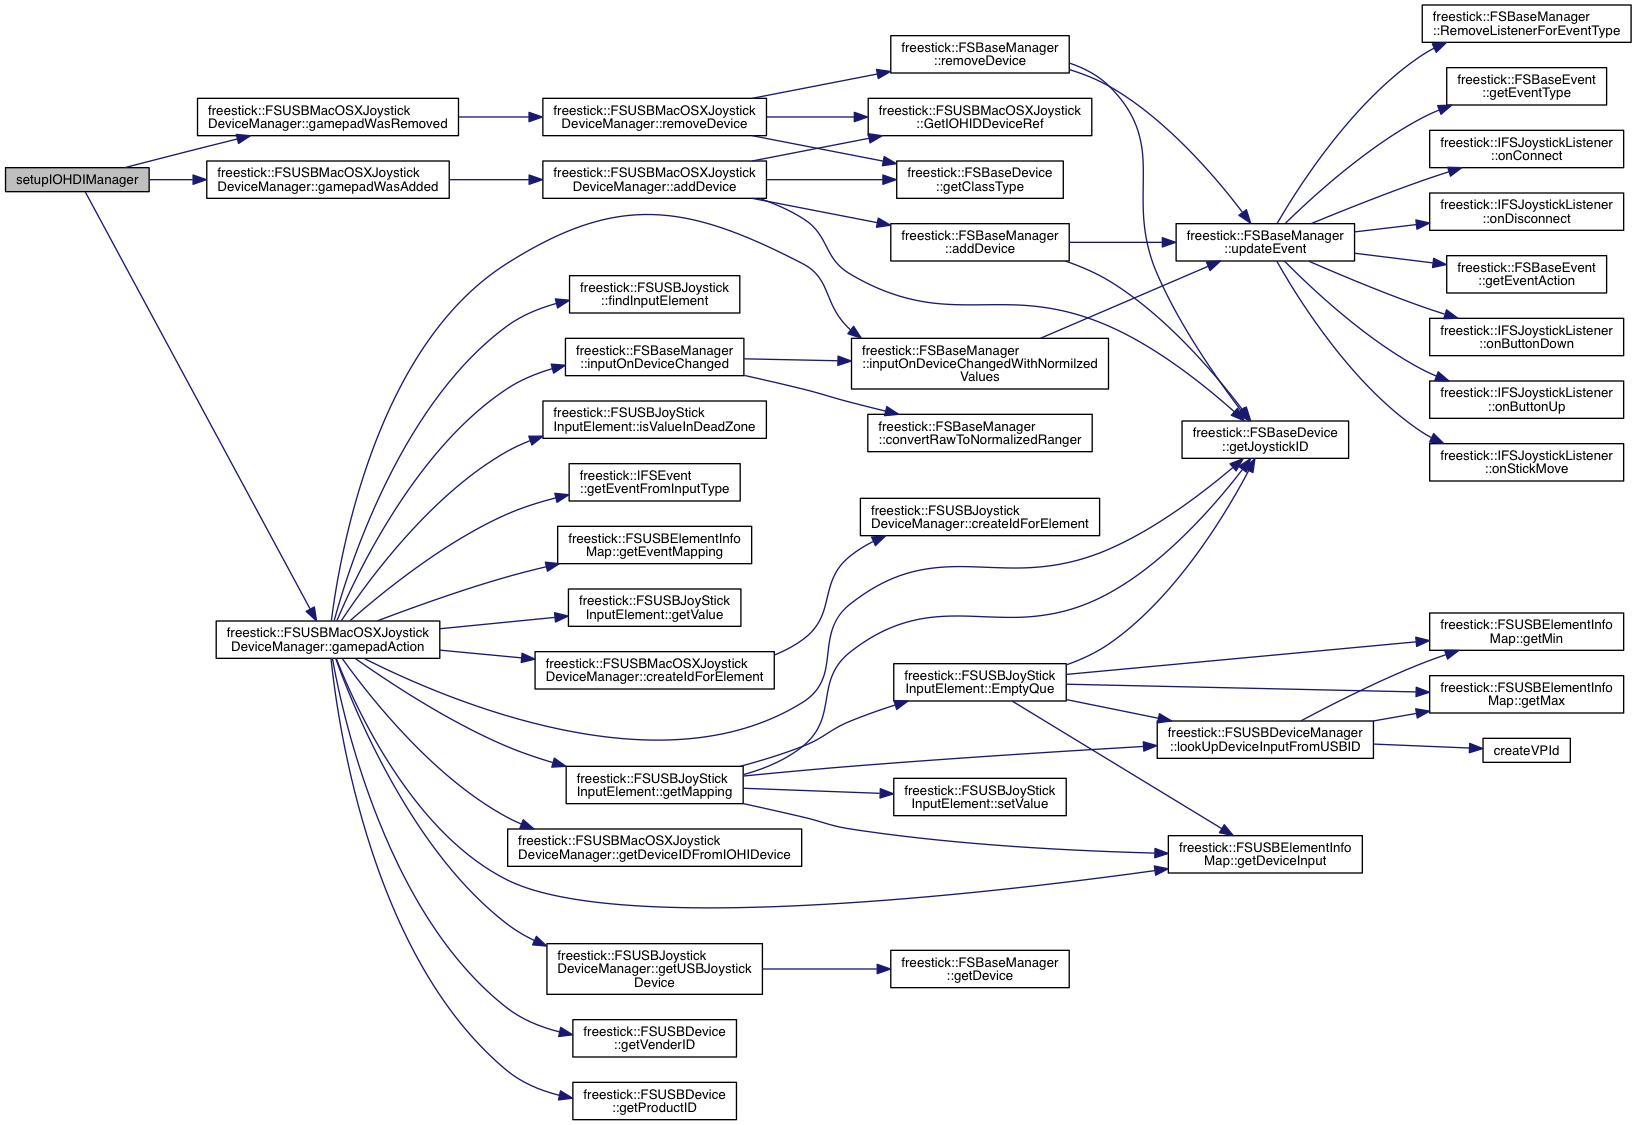 setupIOHDIManager
freestick::FSUSBMacOSXJoystick
DeviceManager::gamepadWasRemoved
freestick::FSUSBMacOSXJoystick
DeviceManager::gamepadWasAdded
freestick::FSUSBMacOSXJoystick
DeviceManager::gamepadAction
freestick::FSUSBMacOSXJoystick
DeviceManager::removeDevice
freestick::FSUSBMacOSXJoystick
DeviceManager::addDevice
freestick::FSUSBJoystick
::findInputElement
freestick::FSBaseManager
::inputOnDeviceChanged
freestick::FSUSBJoyStick
InputElement::isValueInDeadZone
freestick::IFSEvent
::getEventFromInputType
freestick::FSUSBElementInfo
Map::getEventMapping
freestick::FSUSBJoyStick
InputElement::getValue
freestick::FSUSBMacOSXJoystick
DeviceManager::createIdForElement
freestick::FSUSBJoyStick
InputElement::getMapping
freestick::FSUSBMacOSXJoystick
DeviceManager::getDeviceIDFromIOHIDevice
freestick::FSUSBJoystick
DeviceManager::getUSBJoystick
Device
freestick::FSUSBDevice
::getVenderID
freestick::FSUSBDevice
::getProductID
freestick::FSBaseManager
::removeDevice
freestick::FSUSBMacOSXJoystick
::GetIOHIDDeviceRef
freestick::FSBaseDevice
::getClassType
freestick::FSBaseManager
::addDevice
freestick::FSBaseManager
::inputOnDeviceChangedWithNormilzed
Values
freestick::FSBaseManager
::convertRawToNormalizedRanger
freestick::FSUSBJoystick
DeviceManager::createIdForElement
freestick::FSUSBJoyStick
InputElement::EmptyQue
freestick::FSUSBJoyStick
InputElement::setValue
freestick::FSBaseManager
::getDevice
freestick::FSBaseManager
::updateEvent
freestick::FSBaseDevice
::getJoystickID
freestick::FSUSBDeviceManager
::lookUpDeviceInputFromUSBID
freestick::FSUSBElementInfo
Map::getDeviceInput
freestick::FSBaseManager
::RemoveListenerForEventType
freestick::FSBaseEvent
::getEventType
freestick::IFSJoystickListener
::onConnect
freestick::IFSJoystickListener
::onDisconnect
freestick::FSBaseEvent
::getEventAction
freestick::IFSJoystickListener
::onButtonDown
freestick::IFSJoystickListener
::onButtonUp
freestick::IFSJoystickListener
::onStickMove
freestick::FSUSBElementInfo
Map::getMin
freestick::FSUSBElementInfo
Map::getMax
createVPId